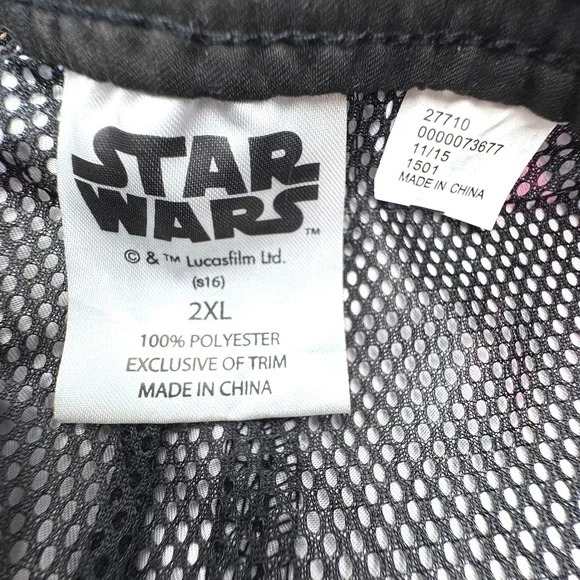 STAR
WARS™
© & ™ Lucasfilm Ltd.
(s16)
2XL
100% POLYESTER
EXCLUSIVE OF TRIM
MADE IN CHINA
27710
0000073677
11/15
1501
MADE IN CHINA